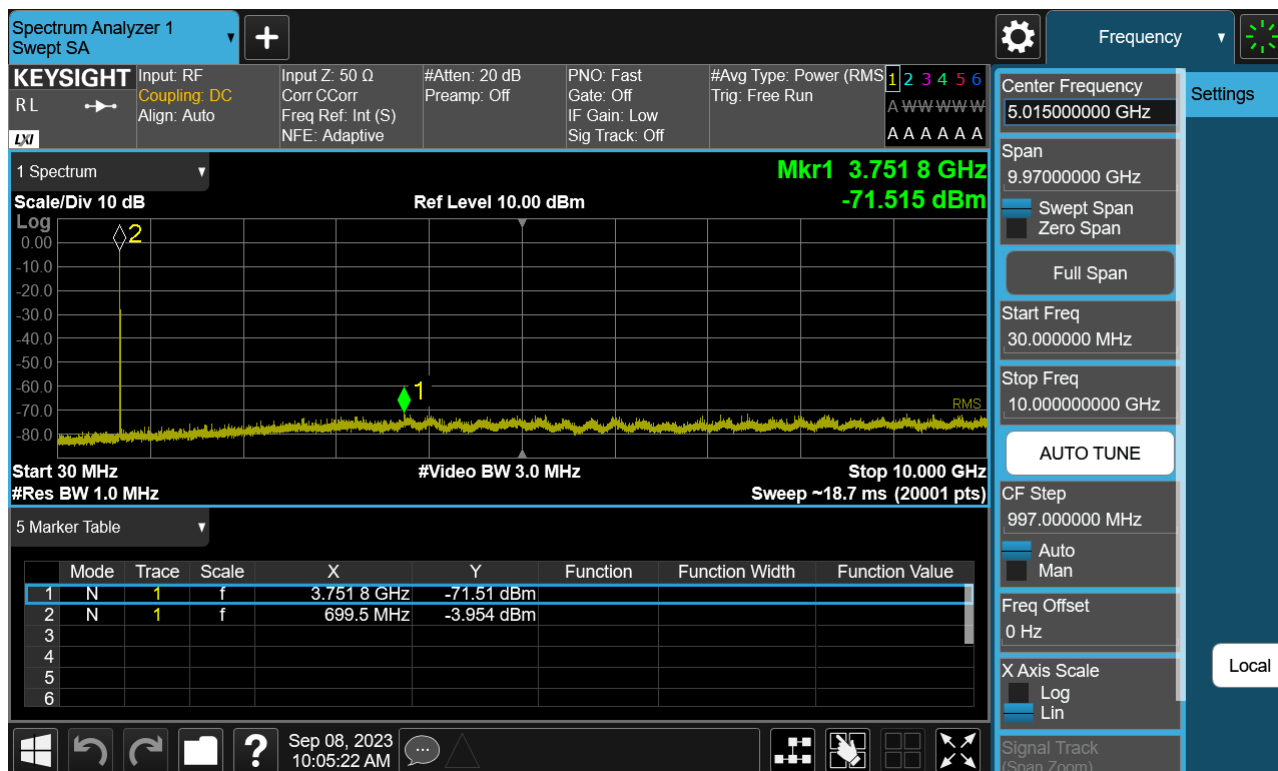 Spectrum Analyzer 1
Swept SA
+
Frequency
KEYSIGHT
R L
LXI
Input: RF
Coupling: DC
Align: Auto
Input Z: 50 Ω
Corr CCorr
Freq Ref: Int (S)
NFE: Adaptive
#Atten: 20 dB
Preamp: Off
PNO: Fast
Gate: Off
IF Gain: Low
Sig Track: Off
#Avg Type: Power (RMS
Trig: Free Run
1 2 3 4 5 6
A W W W W W
A A A A A A
1 Spectrum
Mkr1 3.751 8 GHz
-71.515 dBm
Scale/Div 10 dB
Ref Level 10.00 dBm
Log
0.00
-10.0
-20.0
-30.0
-40.0
-50.0
-60.0
-70.0
-80.0
2
1
RMS
Start 30 MHz
#Video BW 3.0 MHz
Stop 10.000 GHz
#Res BW 1.0 MHz
Sweep ~18.7 ms (20001 pts)
5 Marker Table
Mode Trace Scale X Y Function Function Width Function Value
1 N 1 f 3.751 8 GHz -71.51 dBm
2 N 1 f 699.5 MHz -3.954 dBm
3
4
5
6
Sep 08, 2023
10:05:22 AM
?
Center Frequency
5.015000000 GHz
Settings
Span
9.97000000 GHz
Swept Span
Zero Span
Full Span
Start Freq
30.000000 MHz
Stop Freq
10.000000000 GHz
AUTO TUNE
CF Step
997.000000 MHz
Auto
Man
Freq Offset
0 Hz
X Axis Scale
Log
Lin
Local
Signal Track
(Span Zoom)